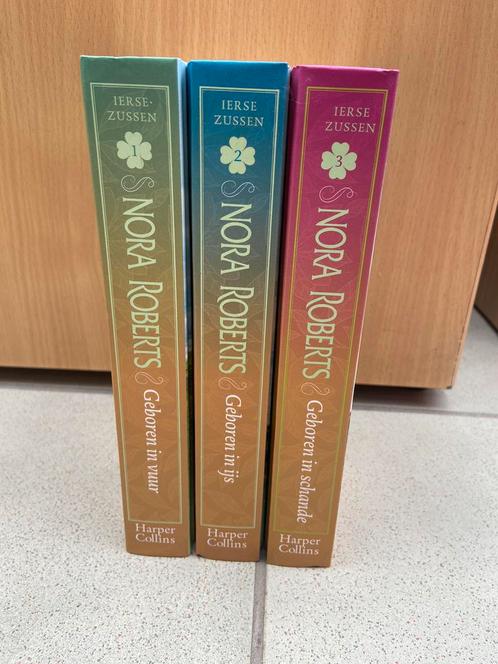 IERSE-
ZUSSEN
1
NORA ROBERTS
Geboren in vuur
Harper
Collins
IERSE
ZUSSEN
2
NORA ROBERTS
Geboren in ijs
Harper
Collins
IERSE
ZUSSEN
3
NORA ROBERTS
Geboren in schande
Harper
Collins